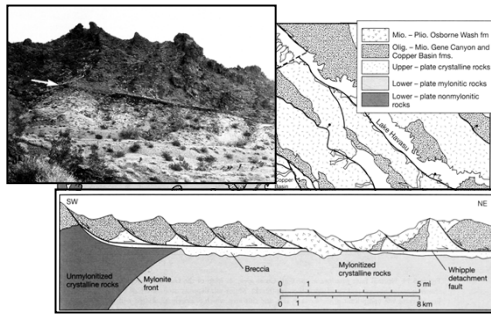 Mio. – Plio. Osborne Wash fm
Olig. – Mio. Gene Canyon and
Copper Basin fms.
Upper – plate crystalline rocks
Lower – plate mylonitic rocks
Lower – plate nonmylonitic
rocks
Lake Havasu
Copper
Basin
SW
NE
Unmylonitized
crystalline rocks
Mylonite
front
Breccia
Mylonitized
crystalline rocks
Whipple
detachment
fault
0 1 5 mi
0 1 8 km